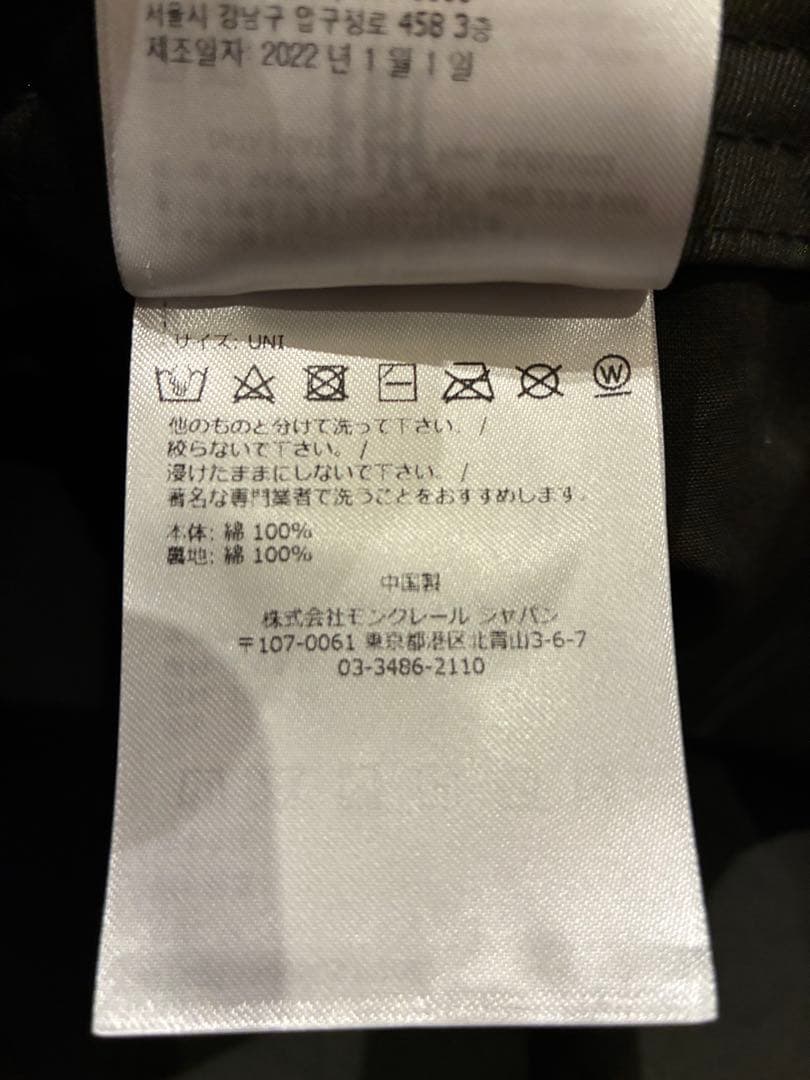 서울시 강남구 압구정로 458 3층
제조일자: 2022 년 1 월 1 일
サイズ: UNI
W
他のものと分けて洗って下さい. /
絞らないで下さい。 /
浸けたままにしないで下さい. /
著名な専門業者で洗うことをおすすめします.
本体: 綿 100%
裏地: 綿 100%
中国製
株式会社モンクレール ジャパン
〒107-0061 東京都港区北青山3-6-7
03-3486-2110